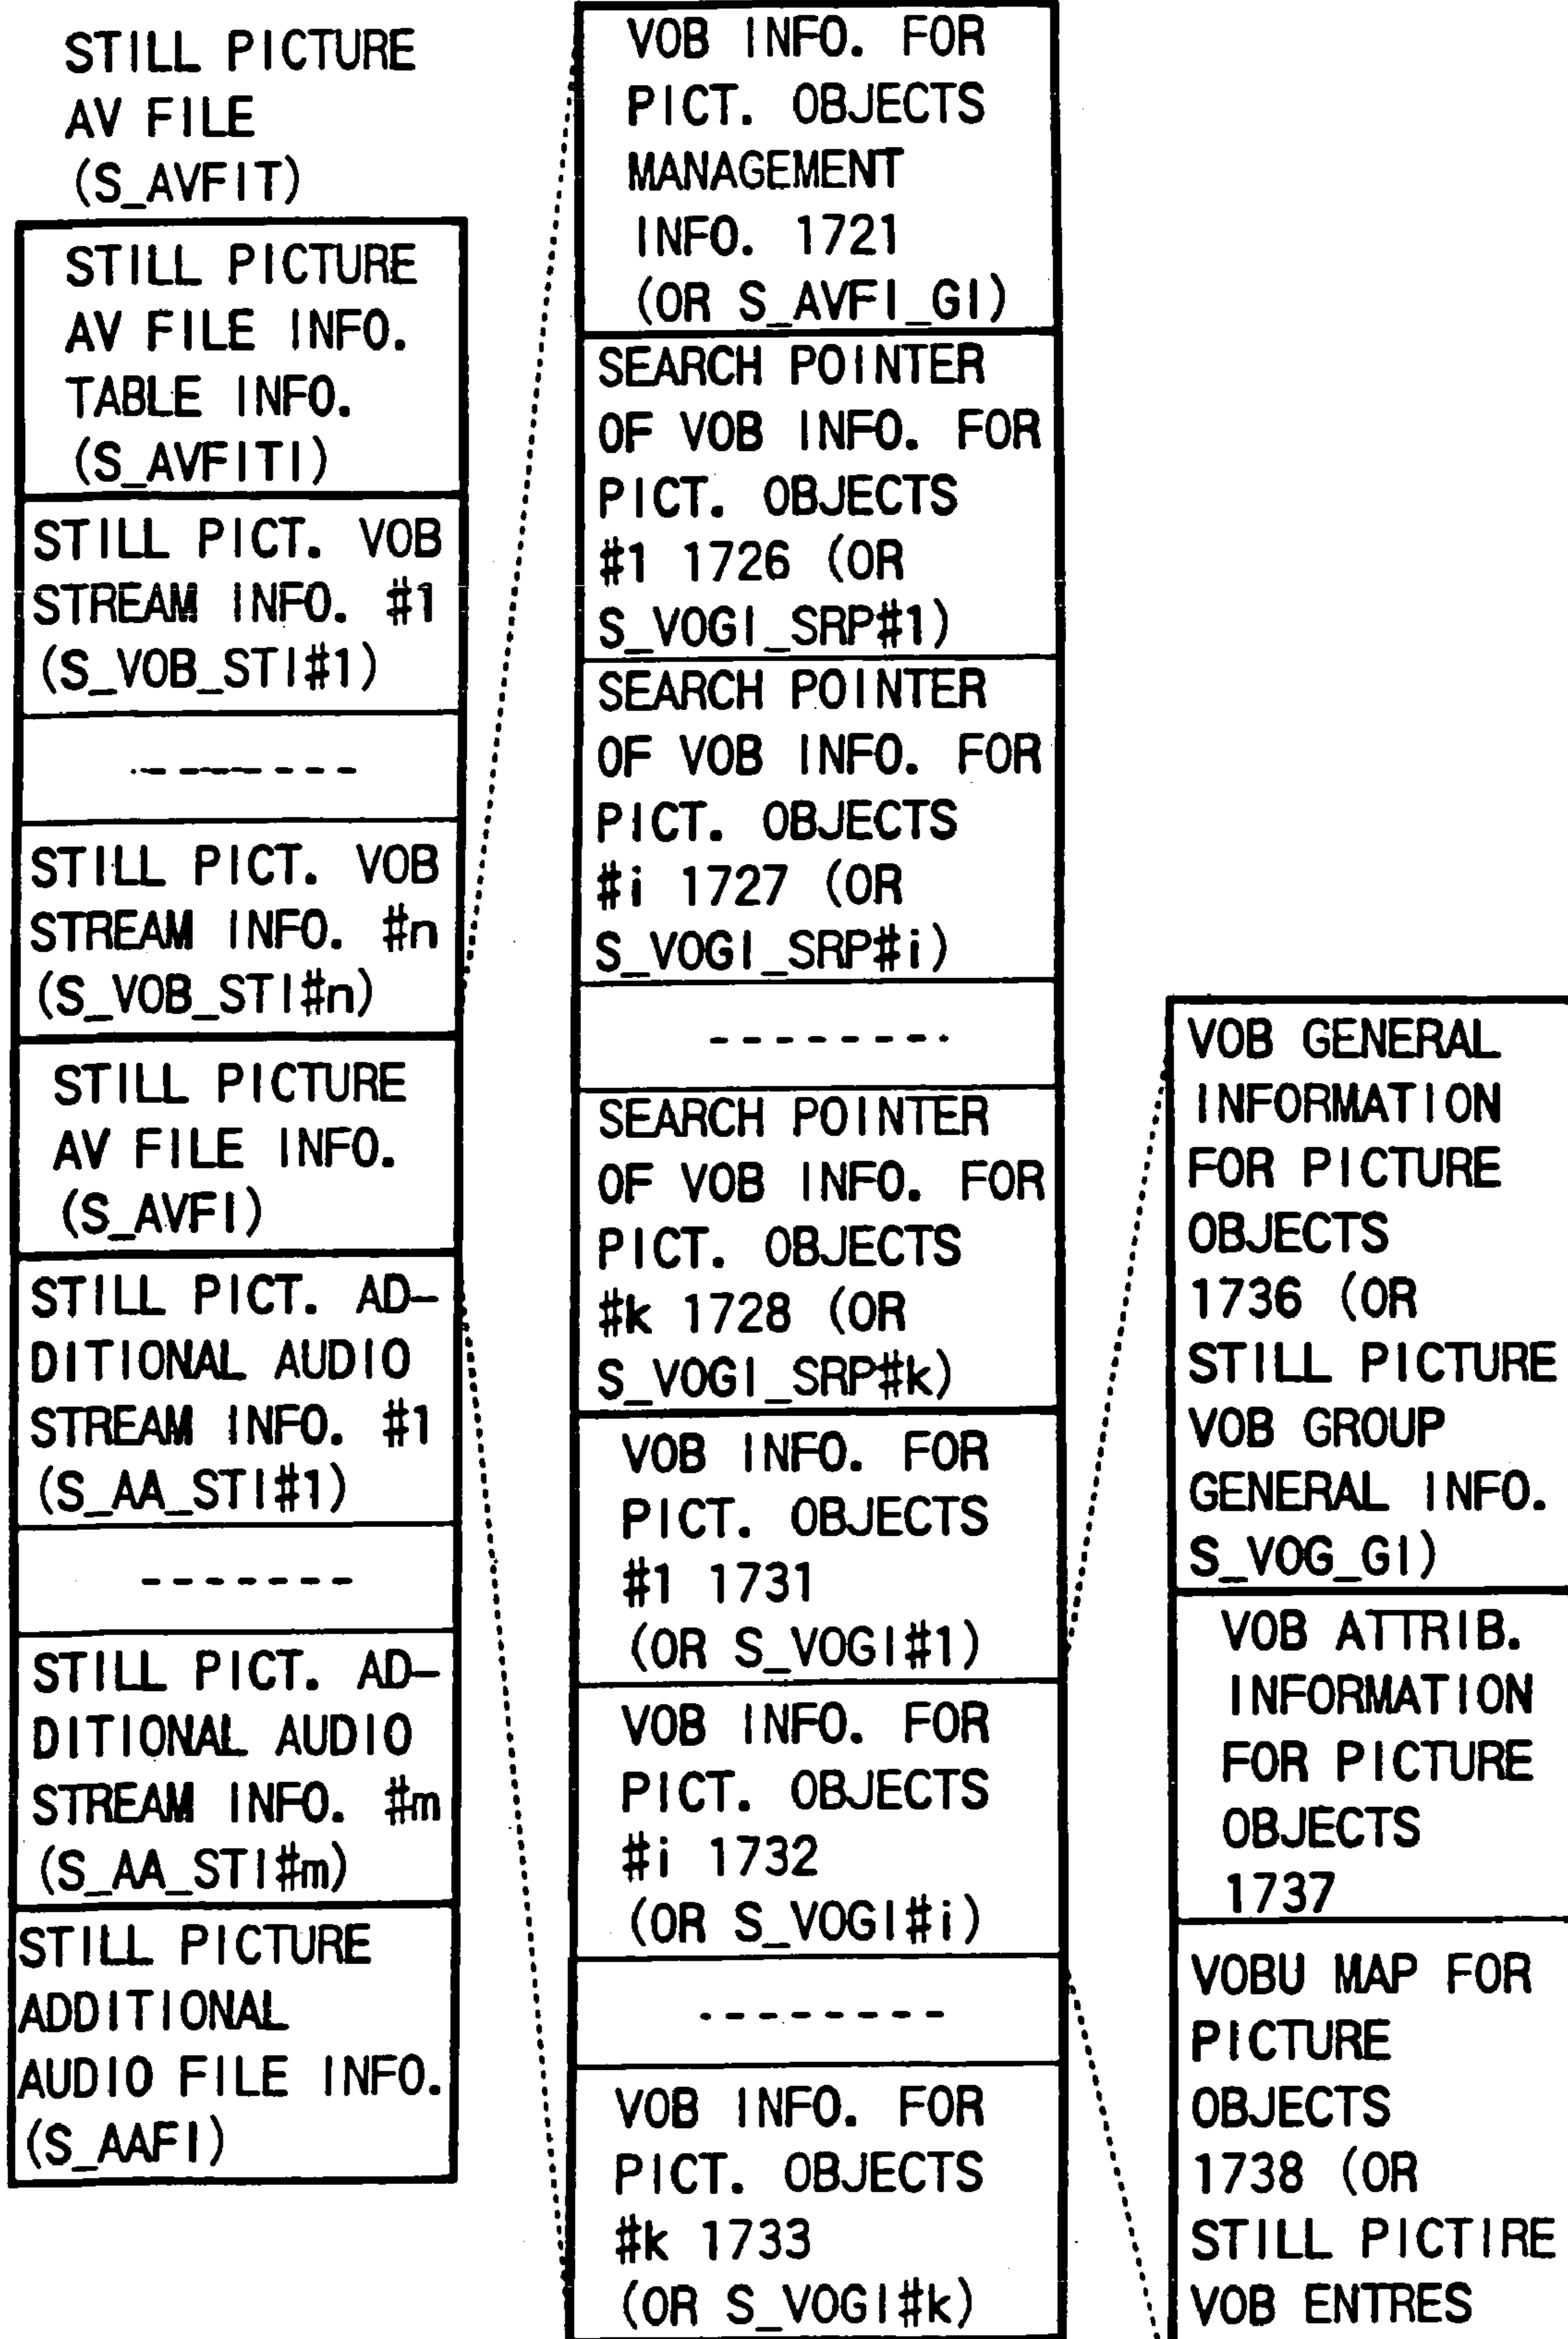 STILL PICTURE
AV FILE
(S_AVFIT)
STILL PICTURE
AV FILE INFO.
TABLE INFO.
(S_AVFITI)
STILL PICT. VOB
STREAM INFO. #1
(S_VOB_STI#1)
STILL PICT. VOB
STREAM INFO. #n
(S_VOB_STI#n)
STILL PICTURE
AV FILE INFO.
(S_AVFI)
STILL PICT. AD-
DITIONAL AUDIO
STREAM INFO. #1
(S_AA_STI#1)
STILL PICT. AD-
DITIONAL AUDIO
STREAM INFO. #m
(S_AA_STI#m)
STILL PICTURE
ADDITIONAL
AUDIO FILE INFO.
(S_AAFI)
VOB INFO. FOR
PICT. OBJECTS
MANAGEMENT
INFO. 1721
(OR S_AVFI_GI)
SEARCH POINTER
OF VOB INFO. FOR
PICT. OBJECTS
#1 1726 (OR
S_VOGI_SRP#1)
SEARCH POINTER
OF VOB INFO. FOR
PICT. OBJECTS
#i 1727 (OR
S_VOGI_SRP#i)
SEARCH POINTER
OF VOB INFO. FOR
PICT. OBJECTS
#k 1728 (OR
S_VOGI_SRP#k)
VOB INFO. FOR
PICT. OBJECTS
#1 1731
(OR S_VOGI#1)
VOB INFO. FOR
PICT. OBJECTS
#i 1732
(OR S_VOGI#i)
VOB INFO. FOR
PICT. OBJECTS
#k 1733
(OR S_VOGI#k)
VOB GENERAL
INFORMATION
FOR PICTURE
OBJECTS
1736 (OR
STILL PICTURE
VOB GROUP
GENERAL INFO.
S_VOG_GI)
VOB ATTRIB.
INFORMATION
FOR PICTURE
OBJECTS
1737
VOBU MAP FOR
PICTURE
OBJECTS
1738 (OR
STILL PICTIRE
VOB ENTRES